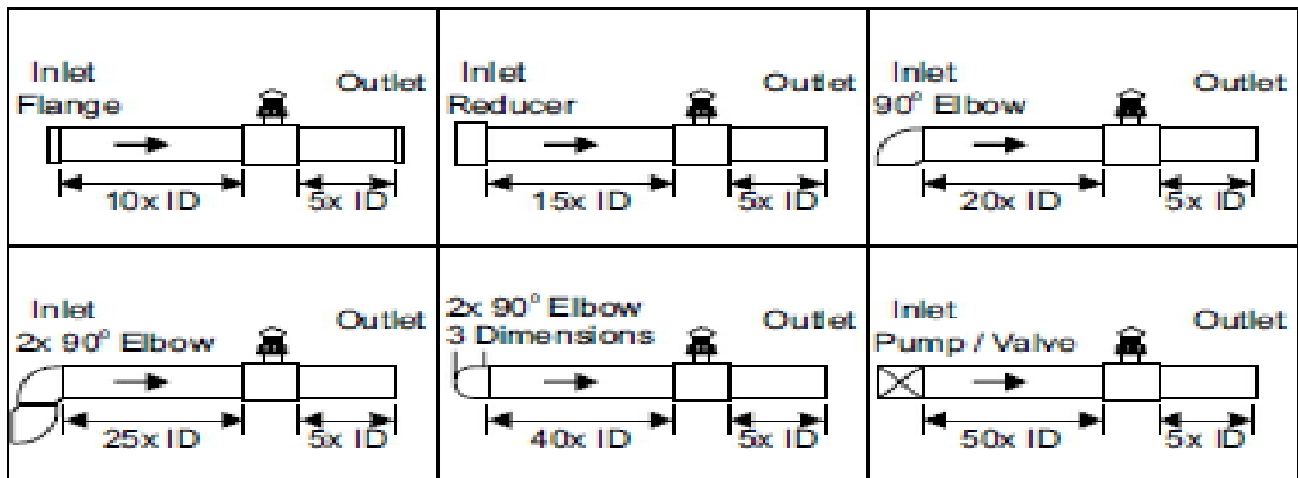 Inlet
Flange
Outlet
10x ID
5x ID
Inlet
Reducer
Outlet
15x ID
5x ID
Inlet
90° Elbow
Outlet
20x ID
5x ID
Inlet
2x 90° Elbow
Outlet
25x ID
5x ID
2x 90° Elbow
3 Dimensions
Outlet
40x ID
5x ID
Inlet
Pump / Valve
Outlet
50x ID
5x ID